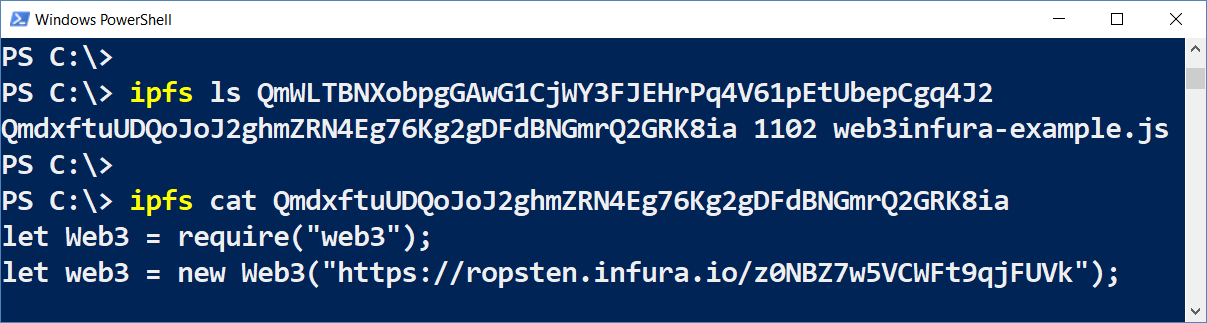 Windows PowerShell
PS C:\>
PS C:\> ipfs ls QmWLTBNXobpgGAwG1CjWY3FJEHrPq4V61pEtUbepCgq4J2
QmdxftuUDQoJoJ2ghmZRN4Eg76Kg2gDFdBNGmrQ2GRK8ia 1102 web3infura-example.js
PS C:\>
PS C:\> ipfs cat QmdxftuUDQoJoJ2ghmZRN4Eg76Kg2gDFdBNGmrQ2GRK8ia
let Web3 = require("web3");
let web3 = new Web3("https://ropsten.infura.io/z0NBZ7w5VCWFt9qjFUVk");